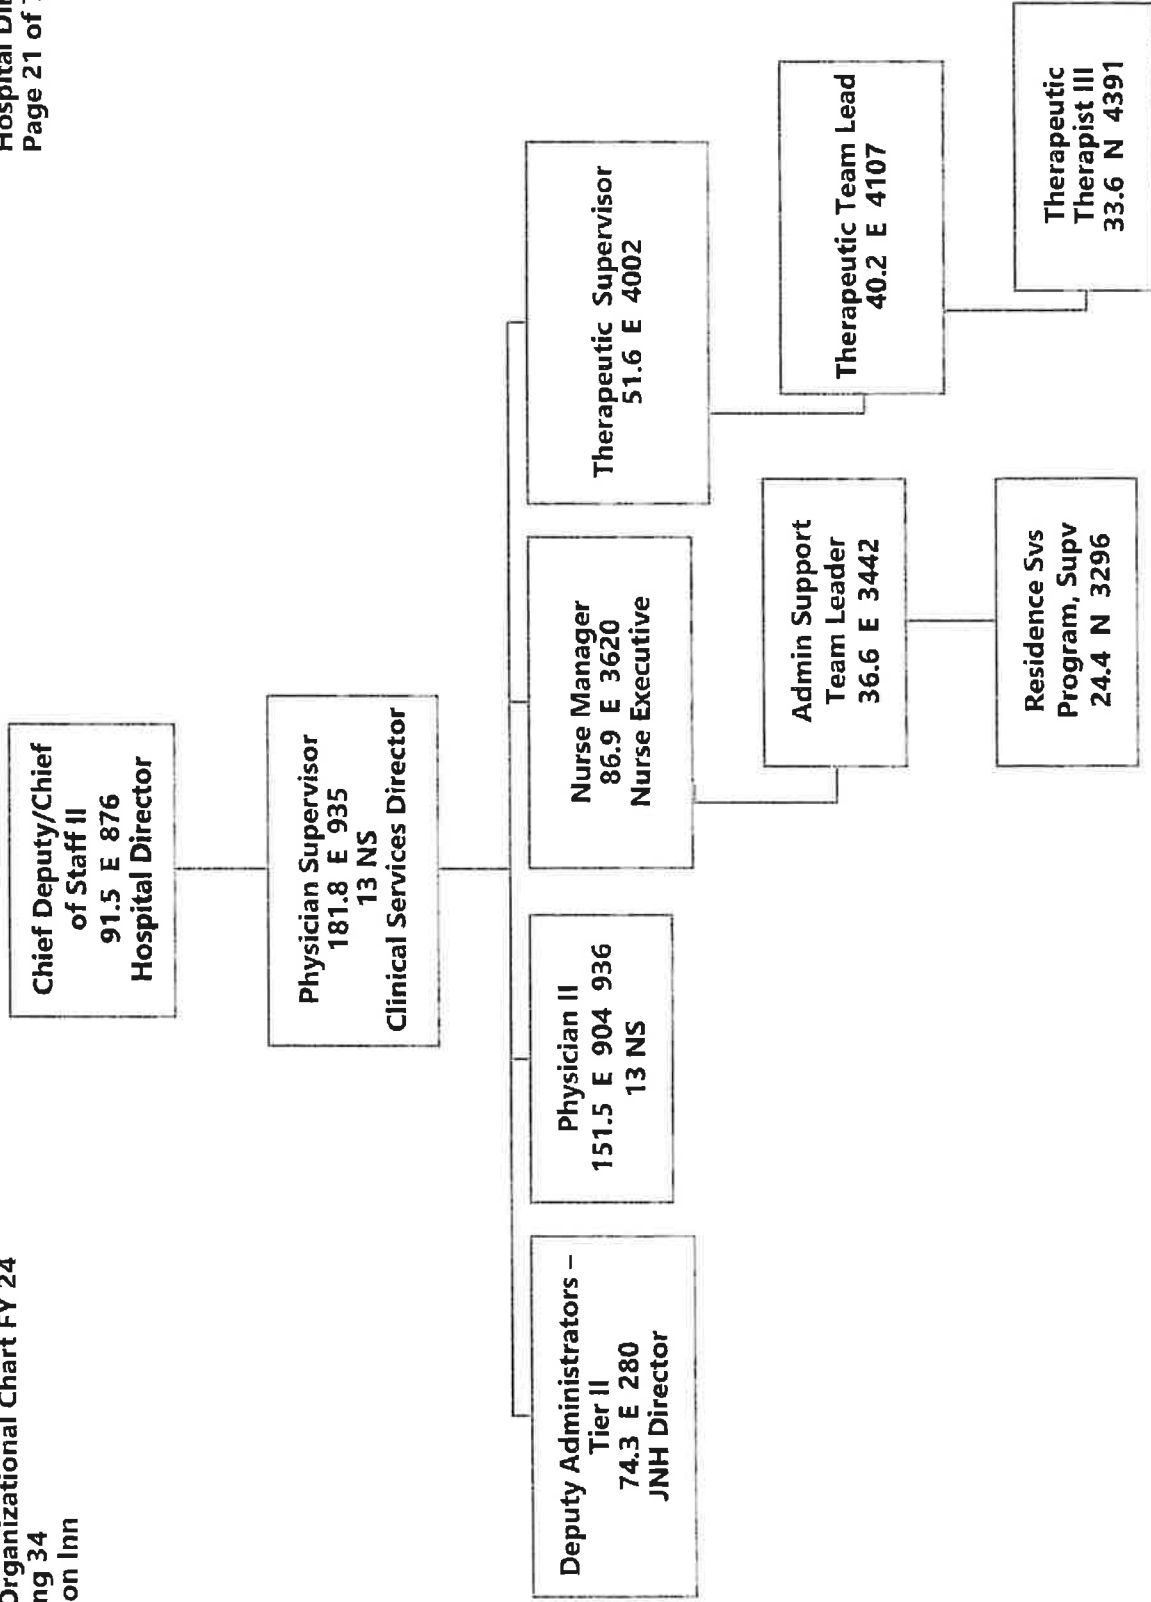 Organizational Chart FY 24
34
Inn
Hospital
Page 21 of
Chief Deputy/Chief
of Staff II
91.5 E 876
Hospital Director
Physician Supervisor
181.8 E 935
13 NS
Clinical Services Director
Deputy Administrators –
Tier II
74.3 E 280
JNH Director
Physician II
151.5 E 904 936
13 NS
Nurse Manager
86.9 E 3620
Nurse Executive
Therapeutic Supervisor
51.6 E 4002
Admin Support
Team Leader
36.6 E 3442
Therapeutic Team Lead
40.2 E 4107
Residence Svs
Program, Supv
24.4 N 3296
Therapeutic
Therapist III
33.6 N 4391